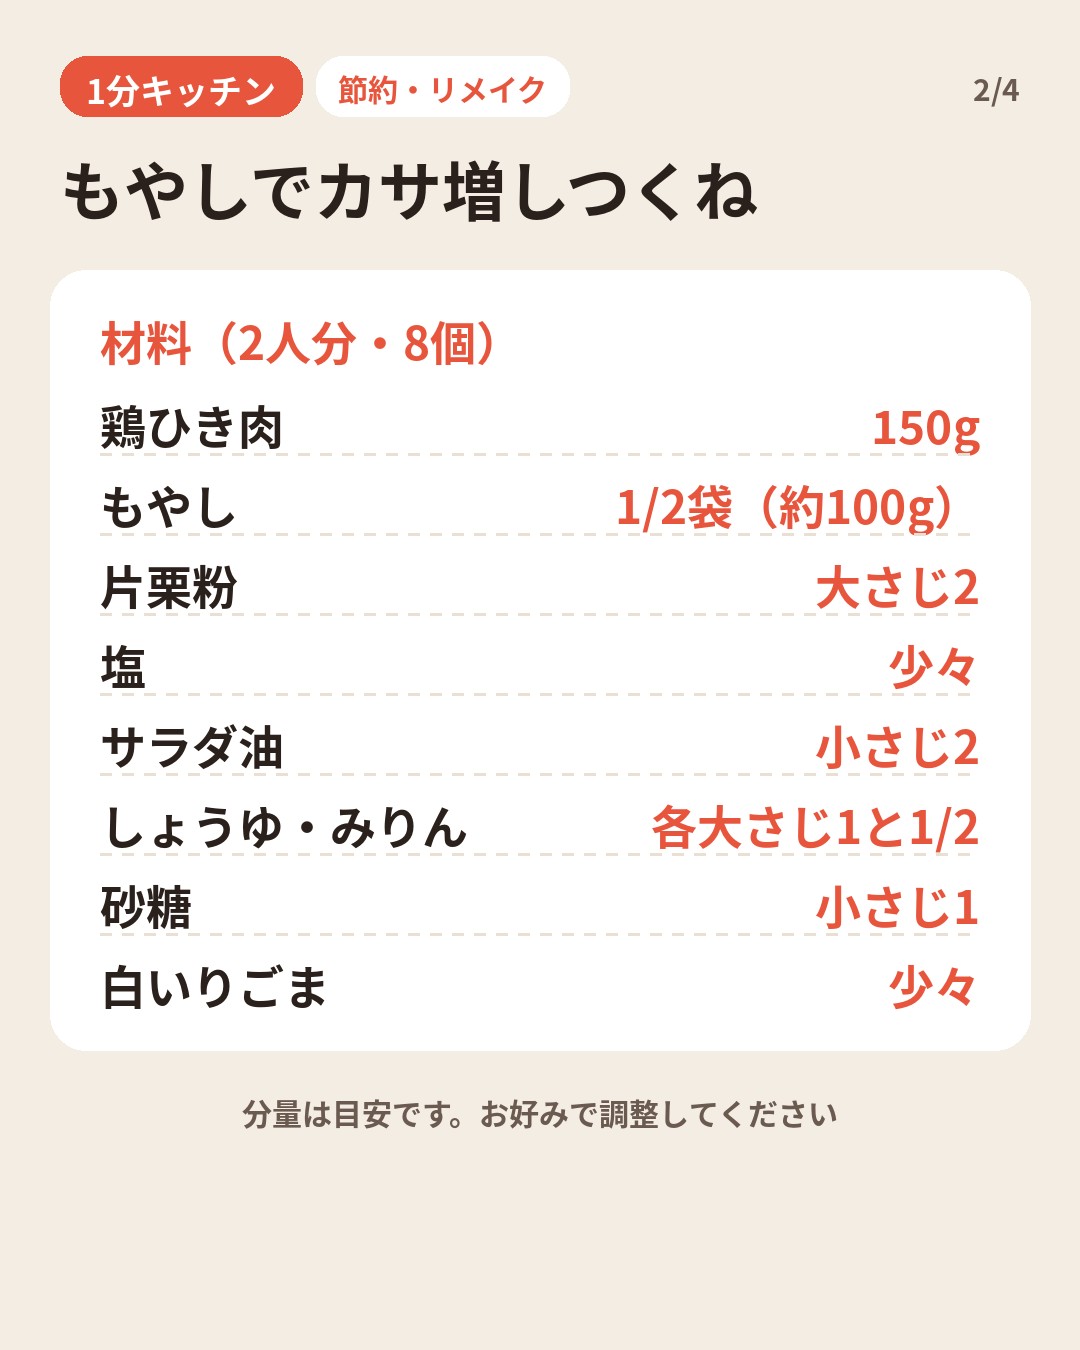 1分キッチン 節約・リメイク 2/4
もやしでカサ増しつくね
材料（2人分・8個）
鶏ひき肉 150g
もやし 1/2袋（約100g）
片栗粉 大さじ2
塩 少々
サラダ油 小さじ2
しょうゆ・みりん 各大さじ1と1/2
砂糖 小さじ1
白いりごま 少々
分量は目安です。お好みで調整してください